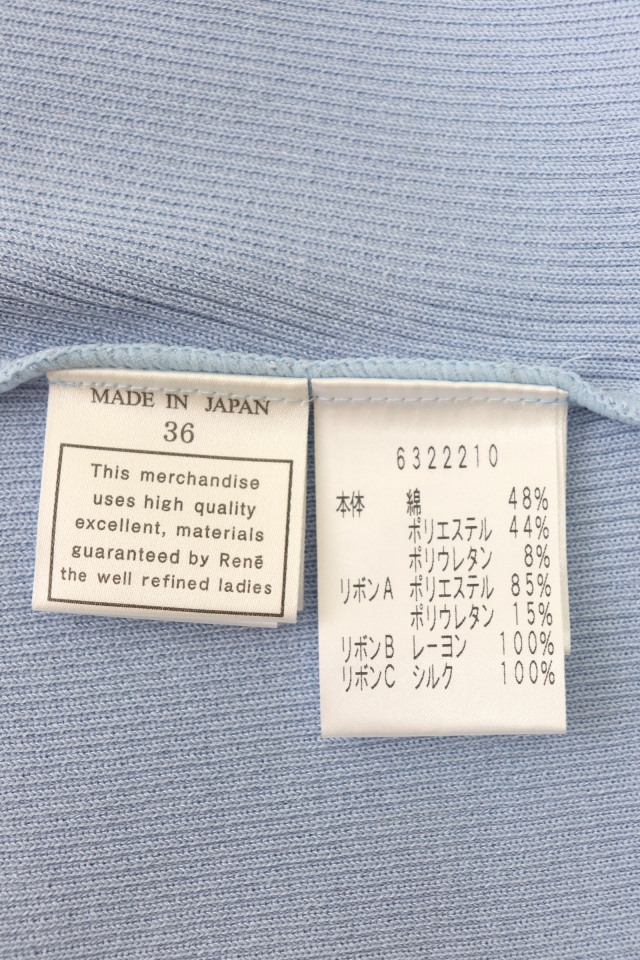 MADE IN JAPAN
36
This merchandise
uses high quality
excellent, materials
guaranteed by René
the well refined ladies
6322210
本体 綿 48%
ポリエステル 44%
ポリウレタン 8%
リボンA ポリエステル 85%
ポリウレタン 15%
リボンB レーヨン 100%
リボンC シルク 100%